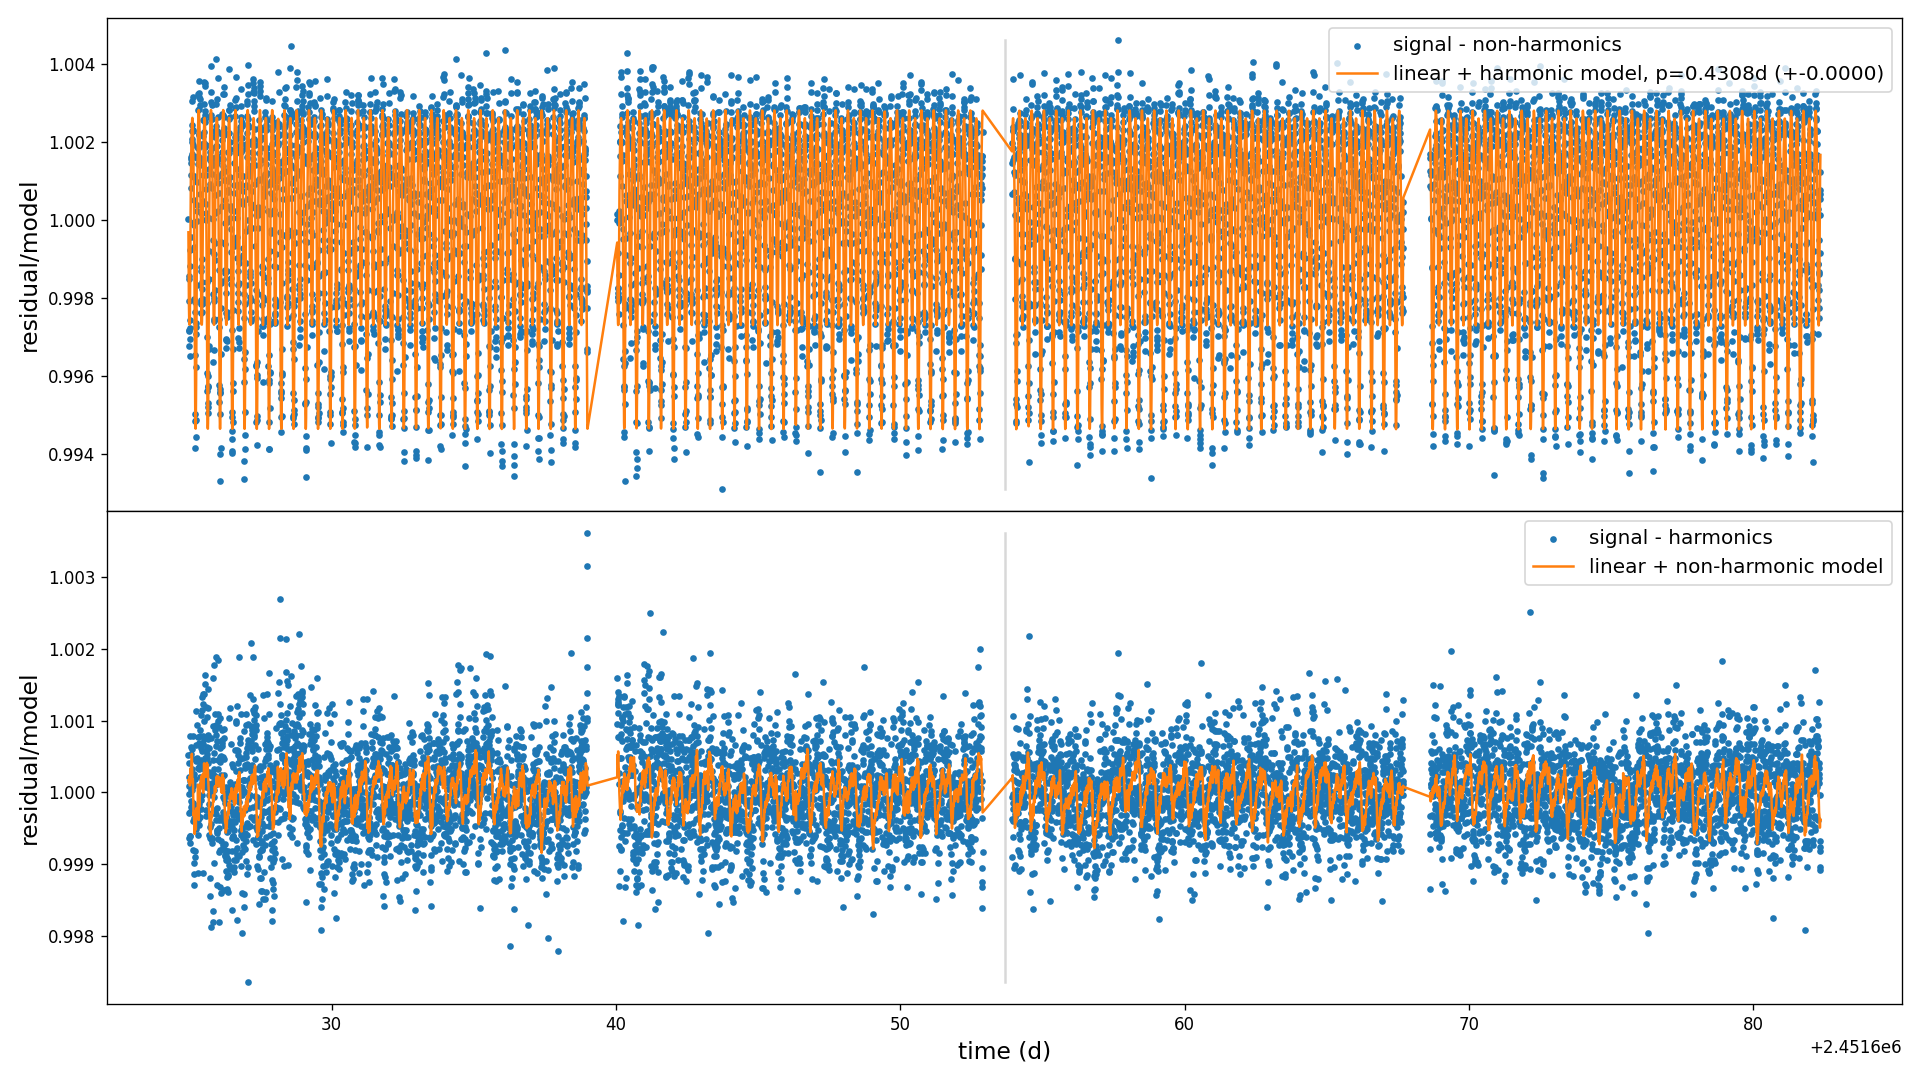 1.004
1.002
1.000
0.998
0.996
0.994
residual/model
signal - non-harmonics
linear + harmonic model, p=0.4308d (+-0.0000)
1.003
1.002
1.001
1.000
0.999
0.998
residual/model
signal - harmonics
linear + non-harmonic model
30 40 50 60 70 80
time (d)
+2.4516e6